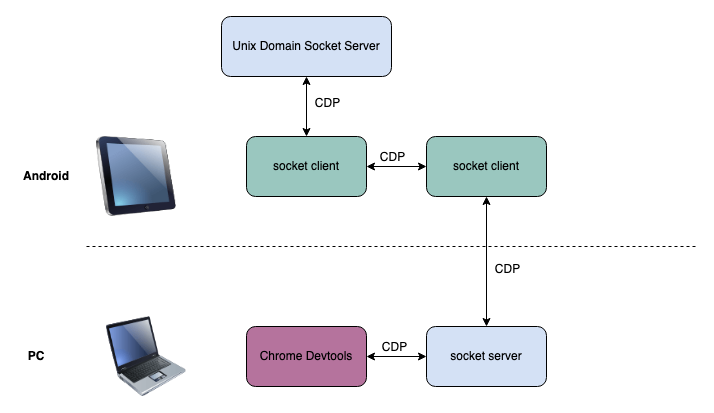 Unix Domain Socket Server
CDP
Android
socket client
CDP
socket client
CDP
PC
Chrome Devtools
CDP
socket server